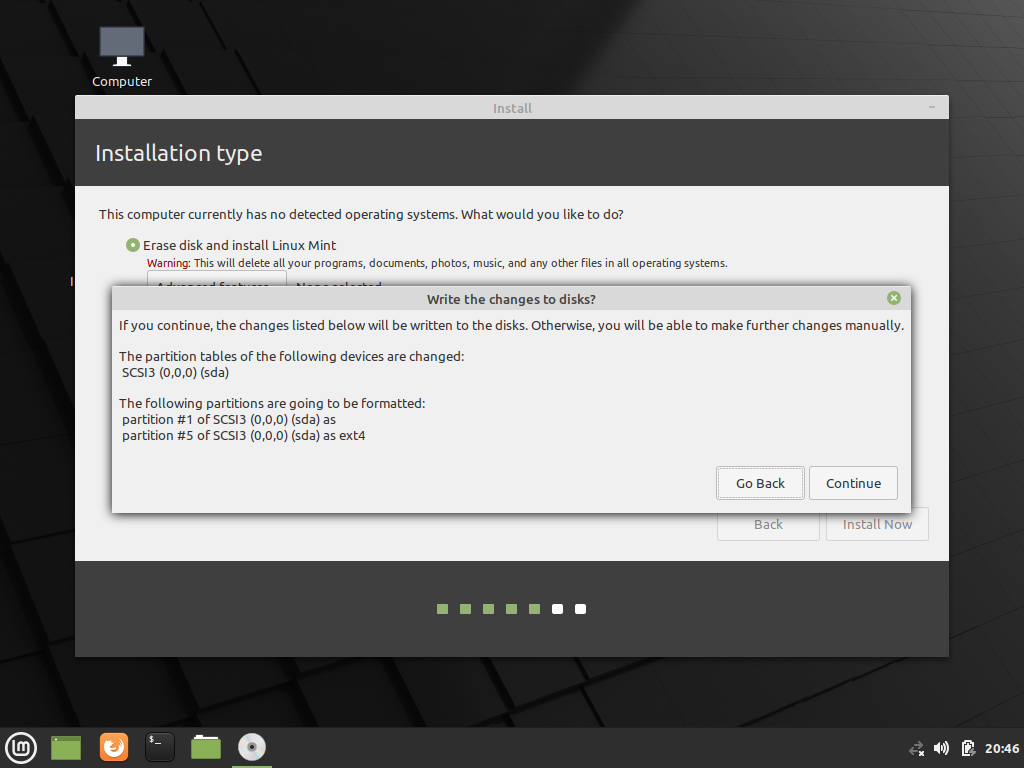 Computer
Install
Installation type
This computer currently has no detected operating systems. What would you like to do?
Erase disk and install Linux Mint
Warning: This will delete all your programs, documents, photos, music, and any other files in all operating systems.
Advanced features... None selected
Write the changes to disks?
If you continue, the changes listed below will be written to the disks. Otherwise, you will be able to make further changes manually.
The partition tables of the following devices are changed:
SCSI3 (0,0,0) (sda)
The following partitions are going to be formatted:
partition #1 of SCSI3 (0,0,0) (sda) as
partition #5 of SCSI3 (0,0,0) (sda) as ext4
Go Back Continue
Back Install Now
$_
20:46